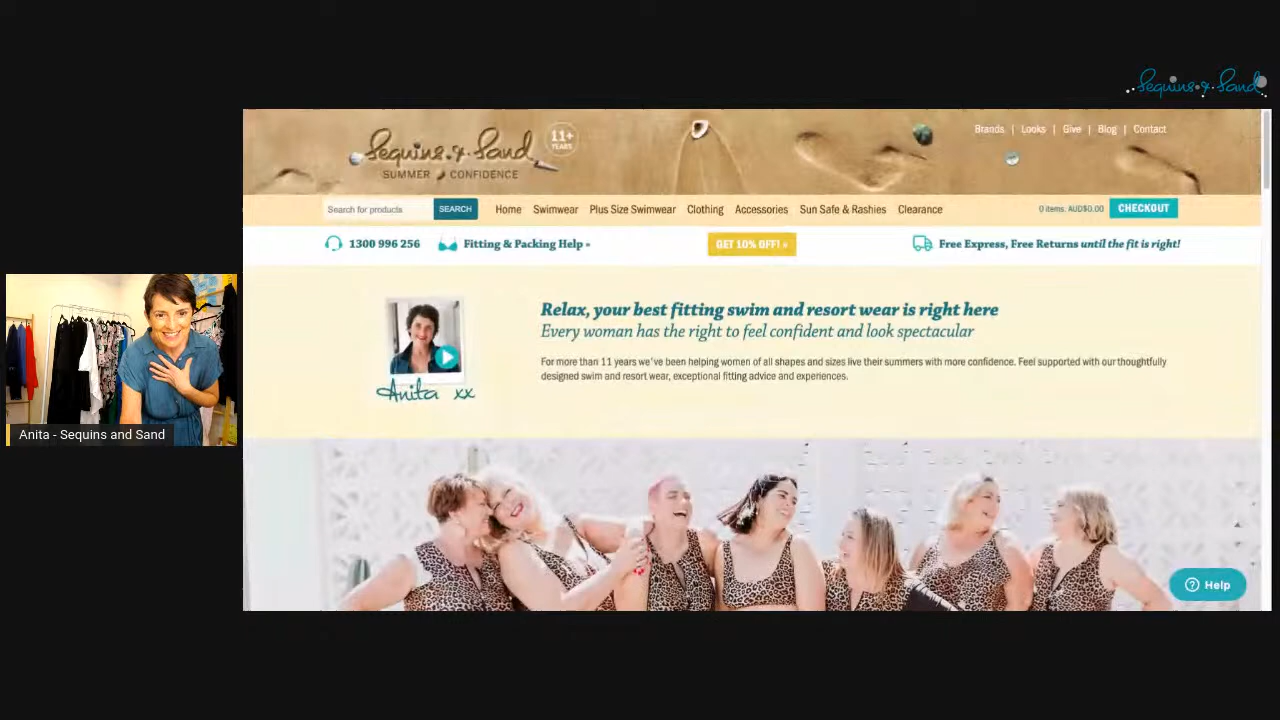 Sequins & Sand
Sequins & Sand
11+
YEARS
SUMMER CONFIDENCE
Brands | Looks | Give | Blog | Contact
Search for products
SEARCH
Home
Swimwear
Plus Size Swimwear
Clothing
Accessories
Sun Safe & Rashies
Clearance
0 items, AUD$0.00
CHECKOUT
1300 996 256
Fitting & Packing Help »
GET 10% OFF! »
Free Express, Free Returns until the fit is right!
Relax, your best fitting swim and resort wear is right here
Every woman has the right to feel confident and look spectacular
For more than 11 years we've been helping women of all shapes and sizes live their summers with more confidence. Feel supported with our thoughtfully
designed swim and resort wear, exceptional fitting advice and experiences.
Anita xx
Anita - Sequins and Sand
Help